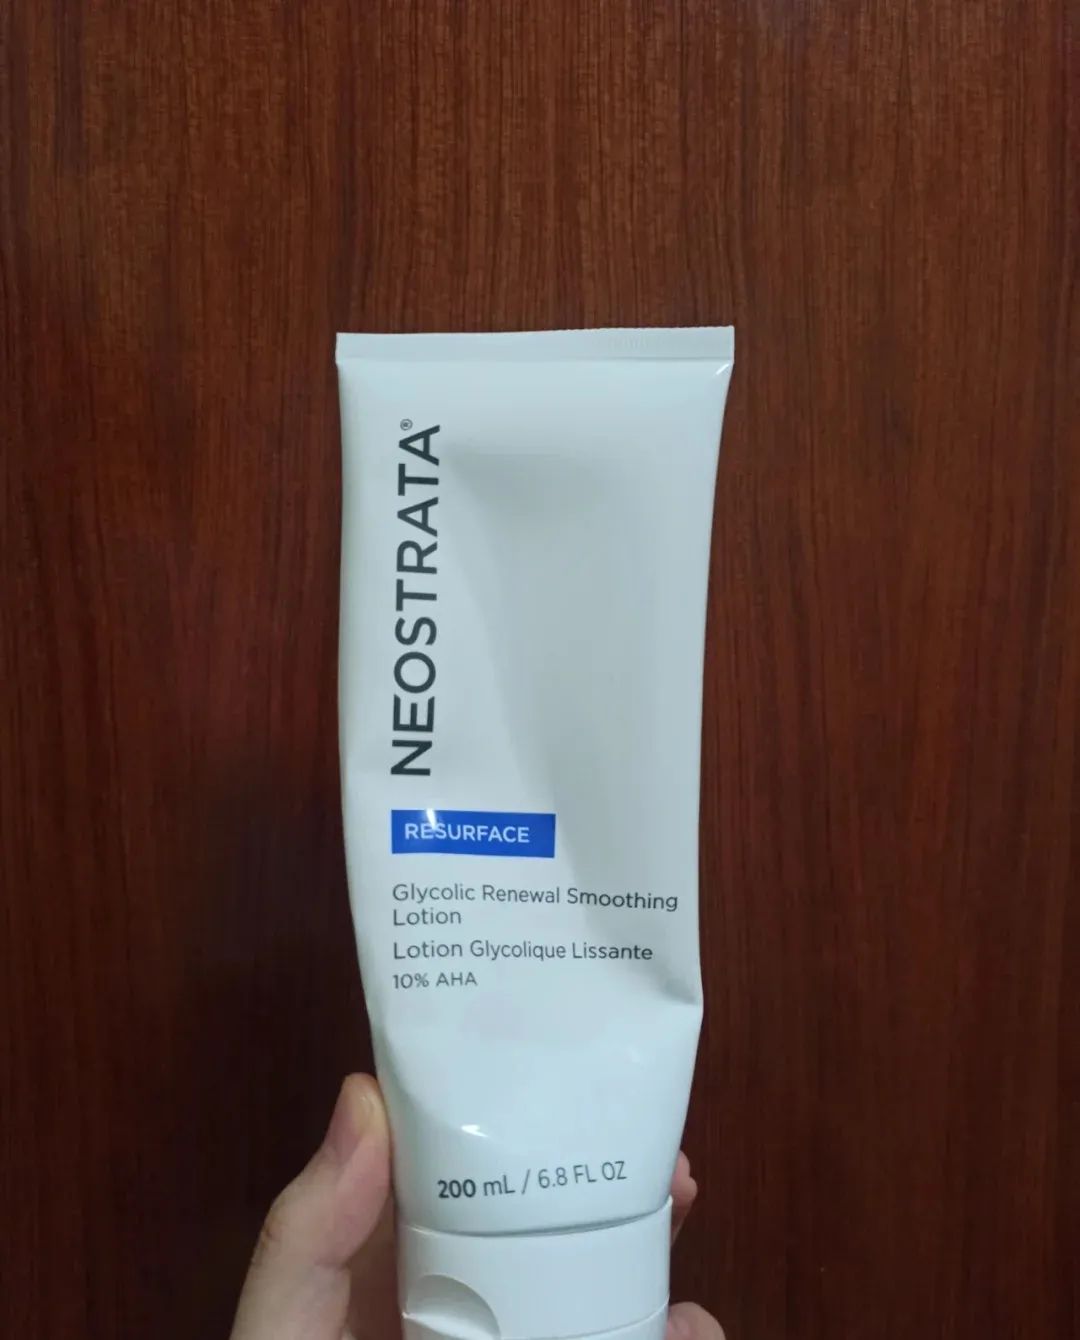 NEOSTRATA®
RESURFACE
Glycolic Renewal Smoothing
Lotion
Lotion Glycolique Lissante
10% AHA
200 mL / 6.8 FL OZ